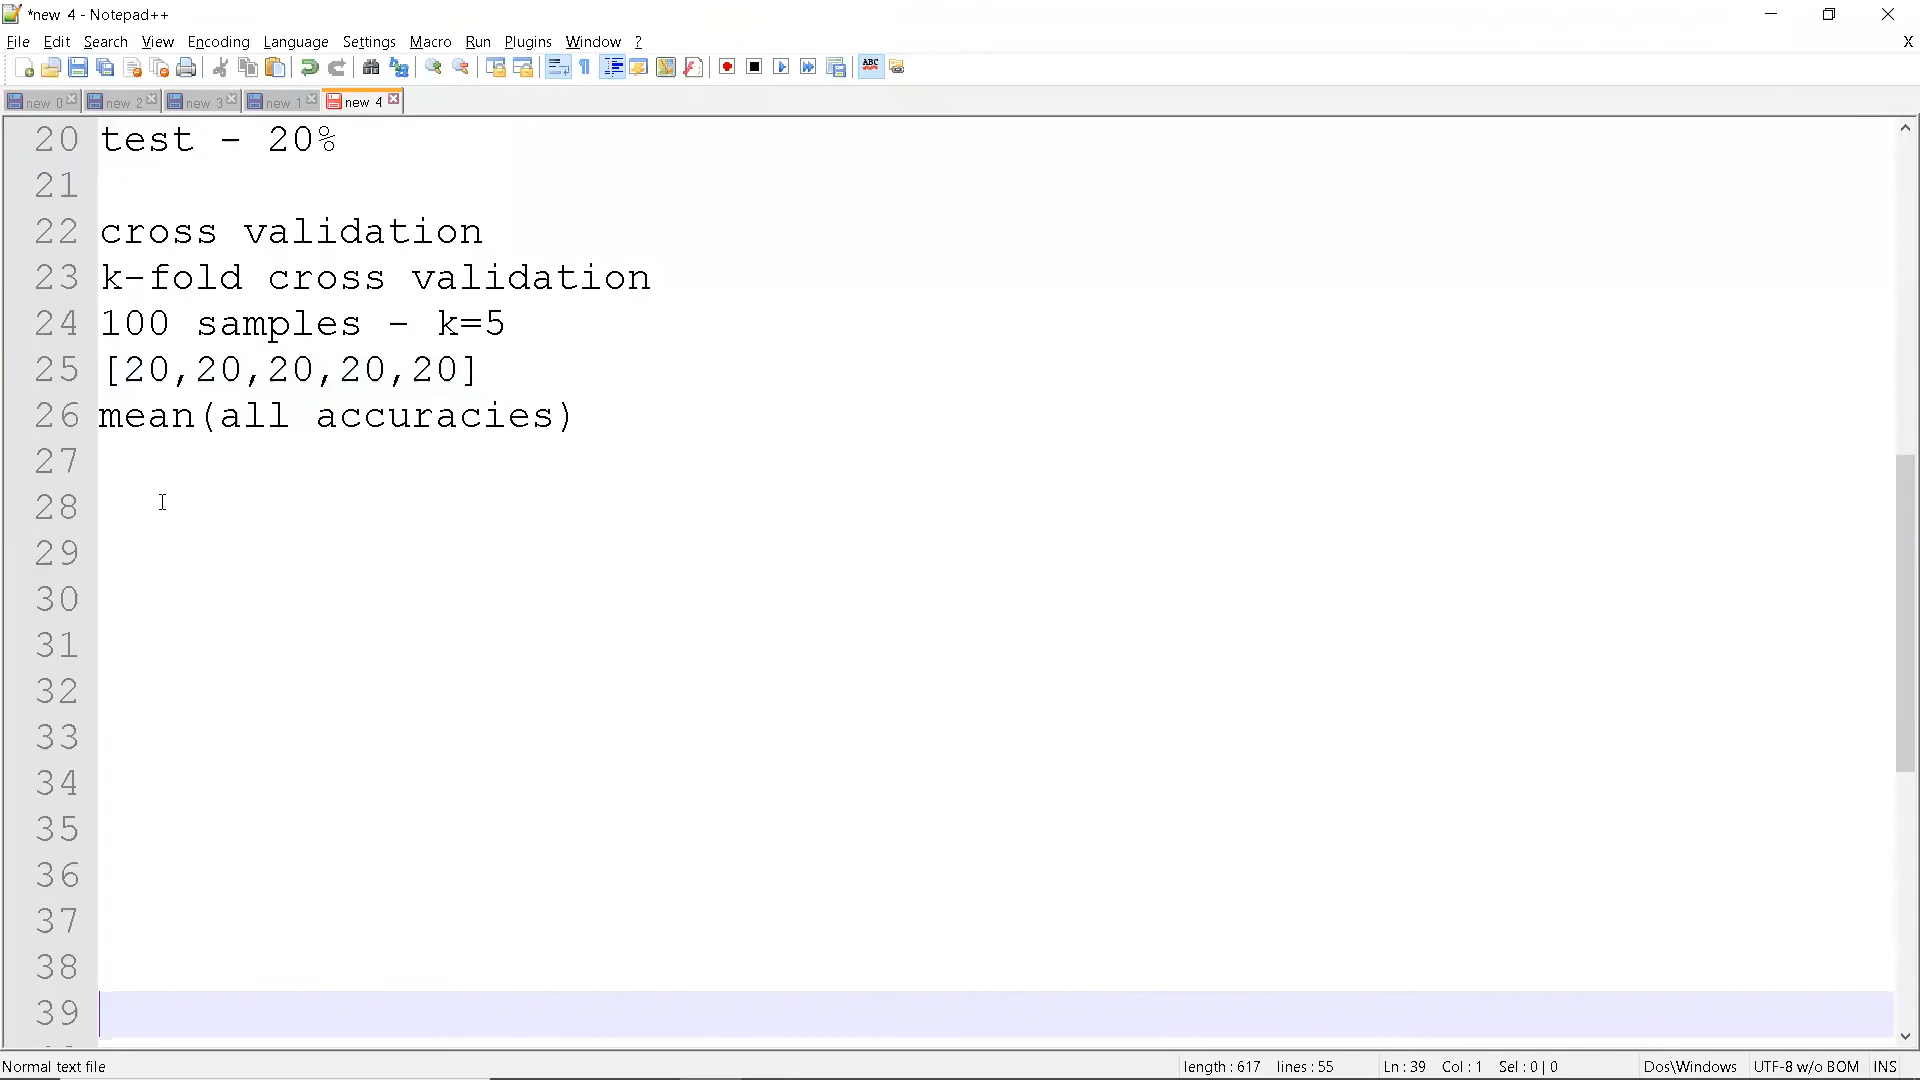 *new 4 - Notepad++
File Edit Search View Encoding Language Settings Macro Run Plugins Window ? X
new 0 new 2 new 3 new 1 new 4
20 test - 20%
21
22 cross validation
23 k-fold cross validation
24 100 samples - k=5
25 [20,20,20,20,20]
26 mean(all accuracies)
27
28
29
30
31
32
33
34
35
36
37
38
39
Normal text file length : 617 lines : 55 Ln : 39 Col : 1 Sel : 0 | 0 Dos\Windows UTF-8 w/o BOM INS